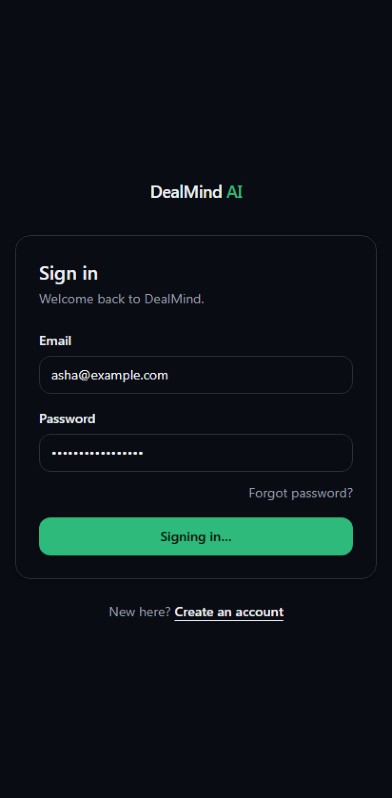 DealMind AI
Sign in
Welcome back to DealMind.
Email
asha@example.com
Password
•••••••••••••••••
Forgot password?
Signing in...
New here? Create an account